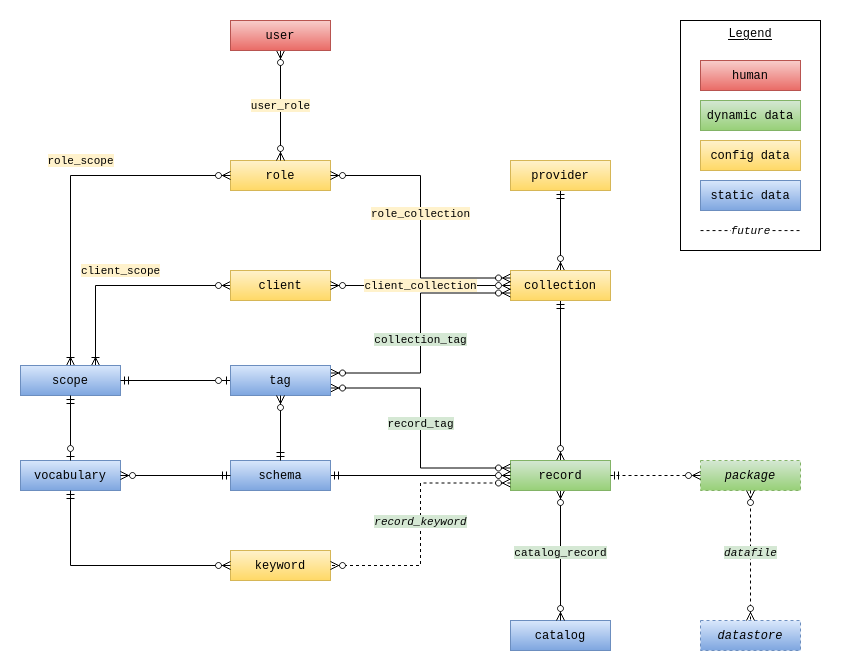 user
Legend
human
user_role
dynamic data
config data
role_scope
role
provider
static data
role_collection
future
client_scope
client
client_collection
collection
collection_tag
scope
tag
record_tag
vocabulary
schema
record
package
record_keyword
catalog_record
datafile
keyword
catalog
datastore